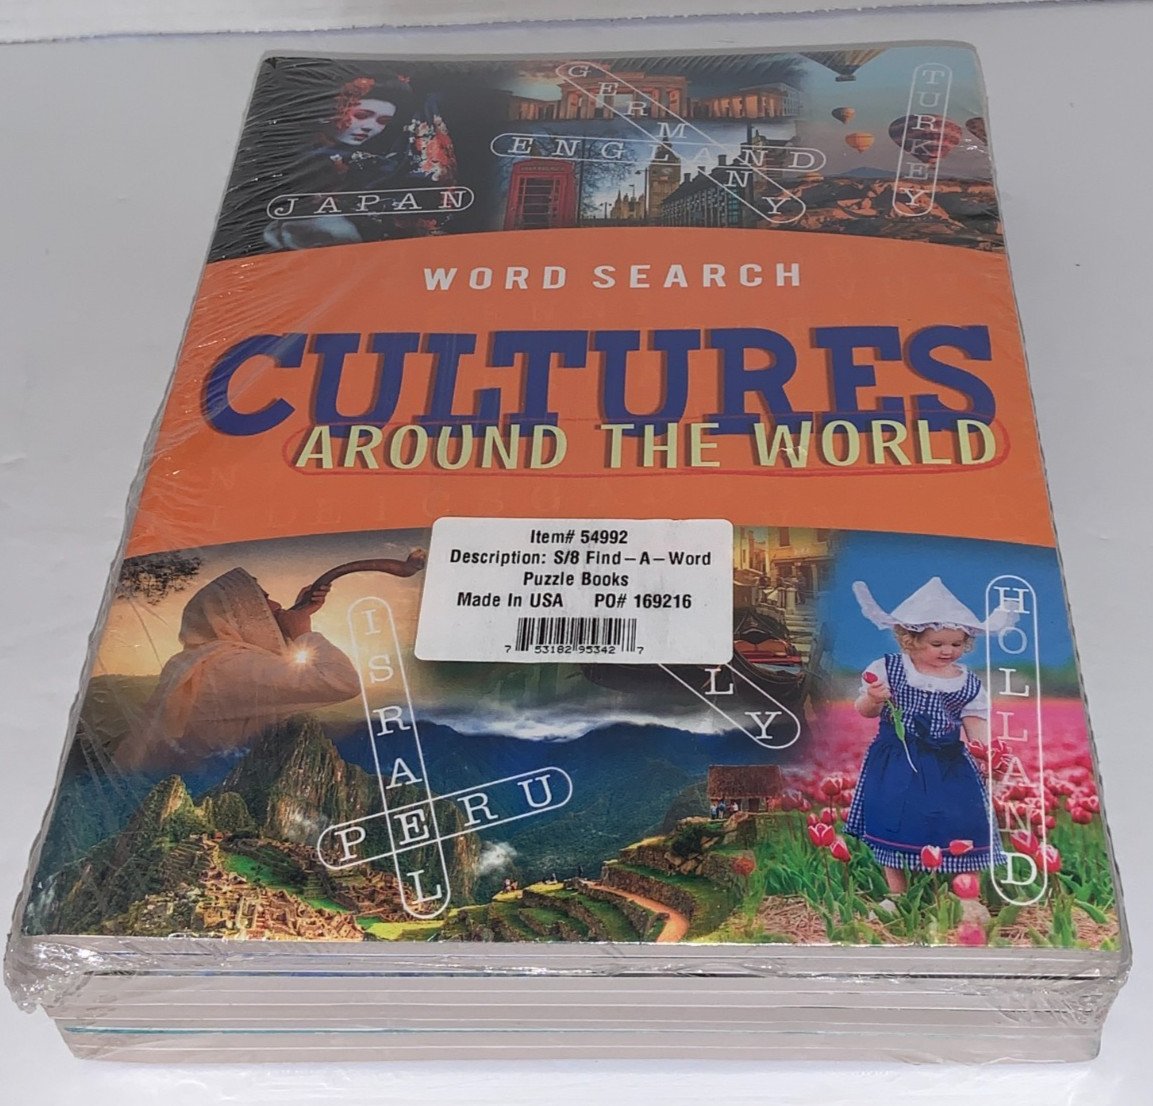 GERMANY
TURKEY
ENGLAND
JAPAN
WORD SEARCH
CULTURES
AROUND THE WORLD
Item# 54992
Description: S/8 Find-A-Word
Puzzle Books
Made In USA PO# 169216
7 53182 95342 7
ISRAEL
HOLLAND
LY
PERU